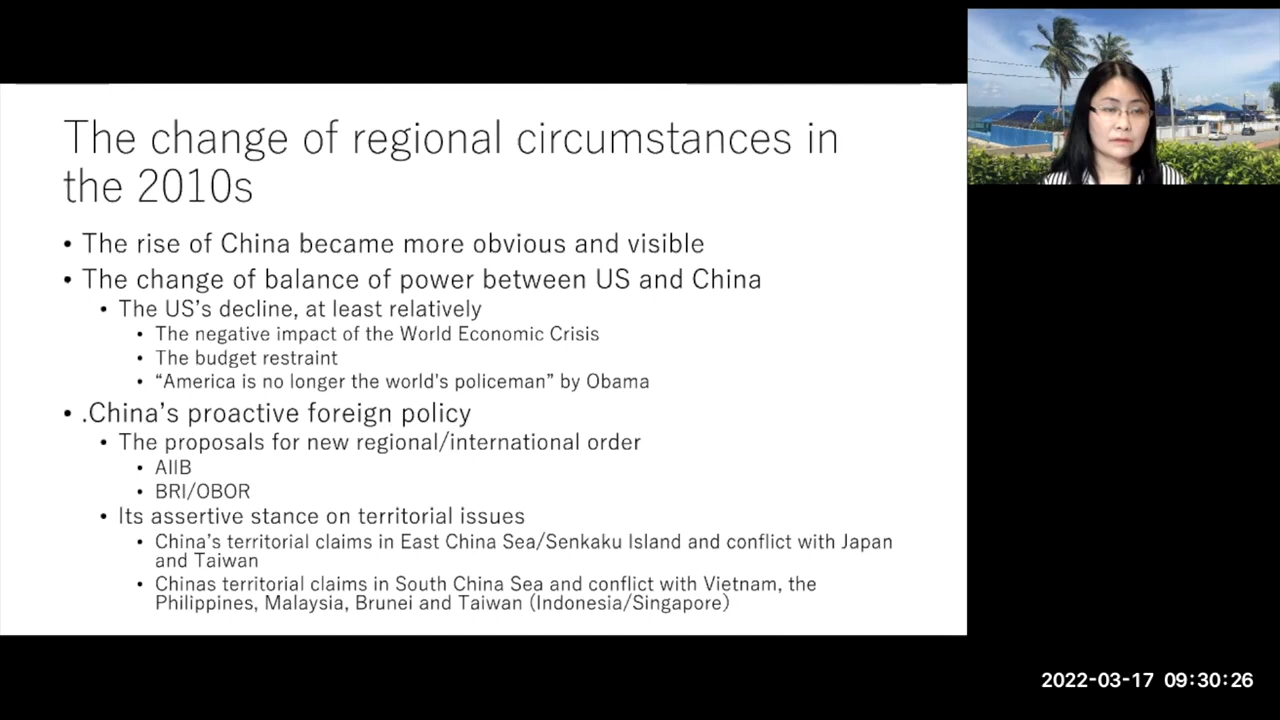 The change of regional circumstances in
the 2010s
• The rise of China became more obvious and visible
• The change of balance of power between US and China
• The US's decline, at least relatively
• The negative impact of the World Economic Crisis
• The budget restraint
• “America is no longer the world's policeman” by Obama
• .China's proactive foreign policy
• The proposals for new regional/international order
• AIIB
• BRI/OBOR
• Its assertive stance on territorial issues
• China's territorial claims in East China Sea/Senkaku Island and conflict with Japan
and Taiwan
• Chinas territorial claims in South China Sea and conflict with Vietnam, the
Philippines, Malaysia, Brunei and Taiwan (Indonesia/Singapore)
2022-03-17 09:30:26